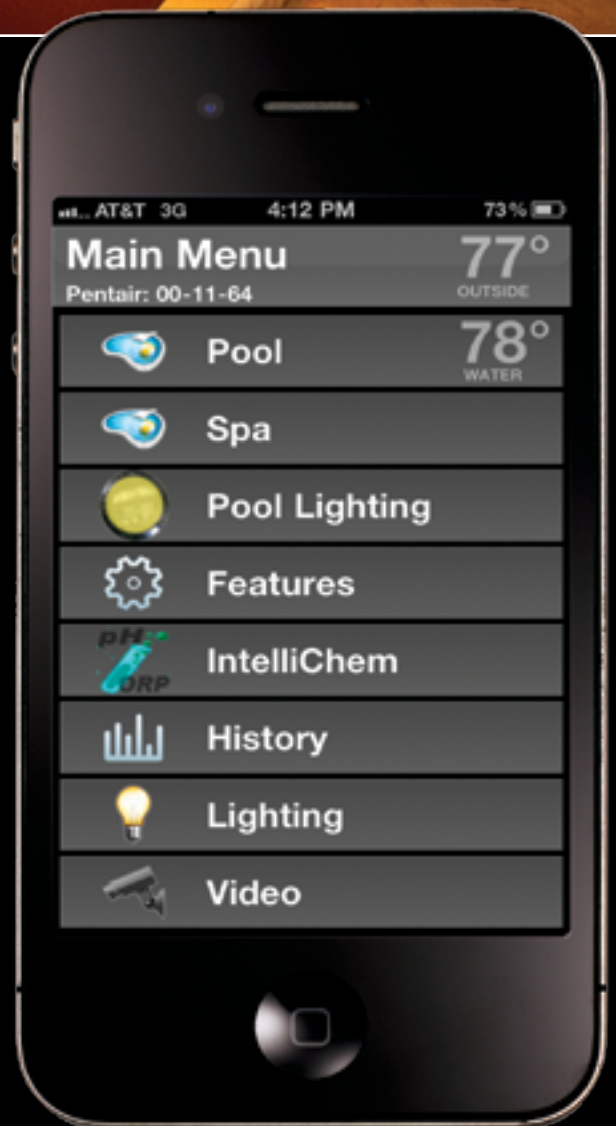 AT&T 3G 4:12 PM 73%
Main Menu 77°
Pentair: 00-11-64 OUTSIDE
Pool 78°
WATER
Spa
Pool Lighting
Features
pH
ORP
IntelliChem
History
Lighting
Video